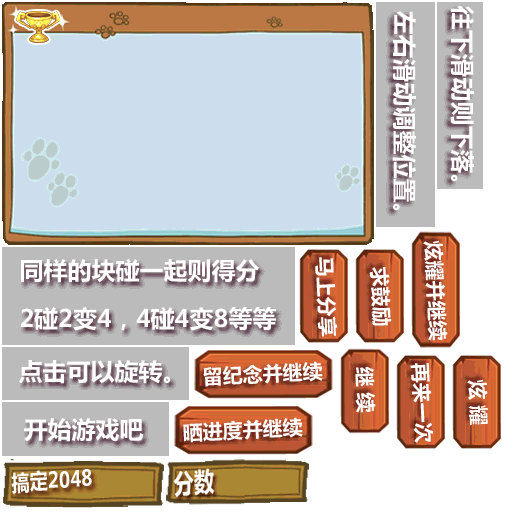 往下滑动则下落。
左右滑动调整位置。
同样的块碰一起则得分
2碰2变4，4碰4变8等等
马上分享
求鼓励
炫耀并继续
点击可以旋转。
留纪念并继续
继续
再来一次
炫耀
开始游戏吧
晒进度并继续
搞定2048
分数